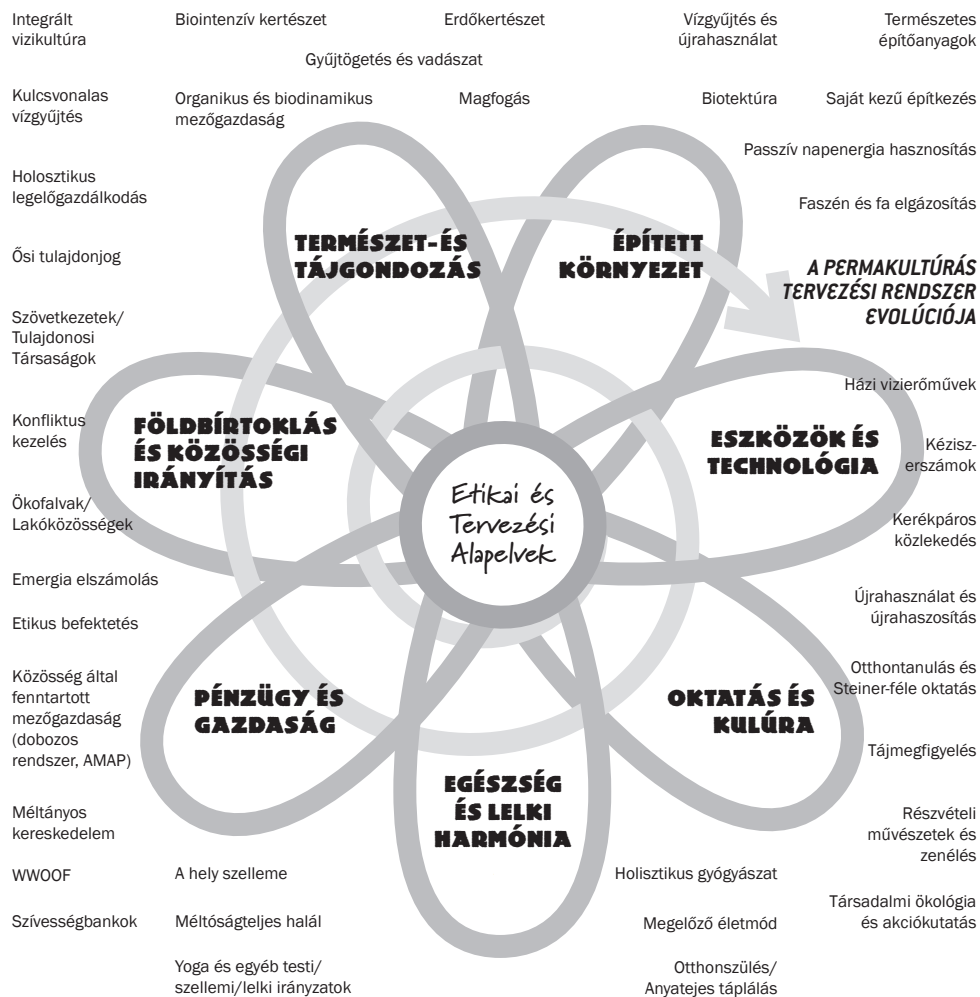 Integrált
vizikultúra
Biointenzív kertészet
Erdőkertészet
Vízgyűjtés és
újrahasználat
Természetes
építőanyagok
Gyűjtögetés és vadászat
Kulcsvonalas
vízgyűjtés
Organikus és biodinamikus
mezőgazdaság
Magfogás
Biotektúra
Saját kezű építkezés
Passzív napenergia hasznosítás
Holosztikus
legelőgazdálkodás
Faszén és fa elgázosítás
TERMÉSZET-ÉS
TÁJGONDOZÁS
ÉPÍTETT
KÖRNYEZET
Ősi tulajdonjog
A PERMAKULTÚRÁS
TERVEZÉSI RENDSZER
EVOLÚCIÓJA
Szövetkezetek/
Tulajdonosi
Társaságok
Házi vizierőművek
Konfliktus
kezelés
FÖLDBÍRTOKLÁS
ÉS KÖZÖSSÉGI
IRÁNYÍTÁS
ESZKÖZÖK ÉS
TECHNOLÓGIA
Kézisz-
erszámok
Etikai és
Tervezési
Alapelvek
Ökofalvak/
Lakóközösségek
Kerékpáros
közlekedés
Emergia elszámolás
Újrahasználat és
újrahaszosítás
Etikus befektetés
Közösség által
fenntartott
mezőgazdaság
(dobozos
rendszer, AMAP)
PÉNZÜGY ÉS
GAZDASÁG
OKTATÁS ÉS
KULÚRA
Otthontanulás és
Steiner-féle oktatás
Tájmegfigyelés
EGÉSZSÉG
ÉS LELKI
HARMÓNIA
Méltányos
kereskedelem
Részvételi
művészetek és
zenélés
WWOOF
A hely szelleme
Holisztikus gyógyászat
Szívességbankok
Méltóságteljes halál
Megelőző életmód
Társadalmi ökológia
és akciókutatás
Yoga és egyéb testi/
szellemi/lelki irányzatok
Otthonszülés/
Anyatejes táplálás